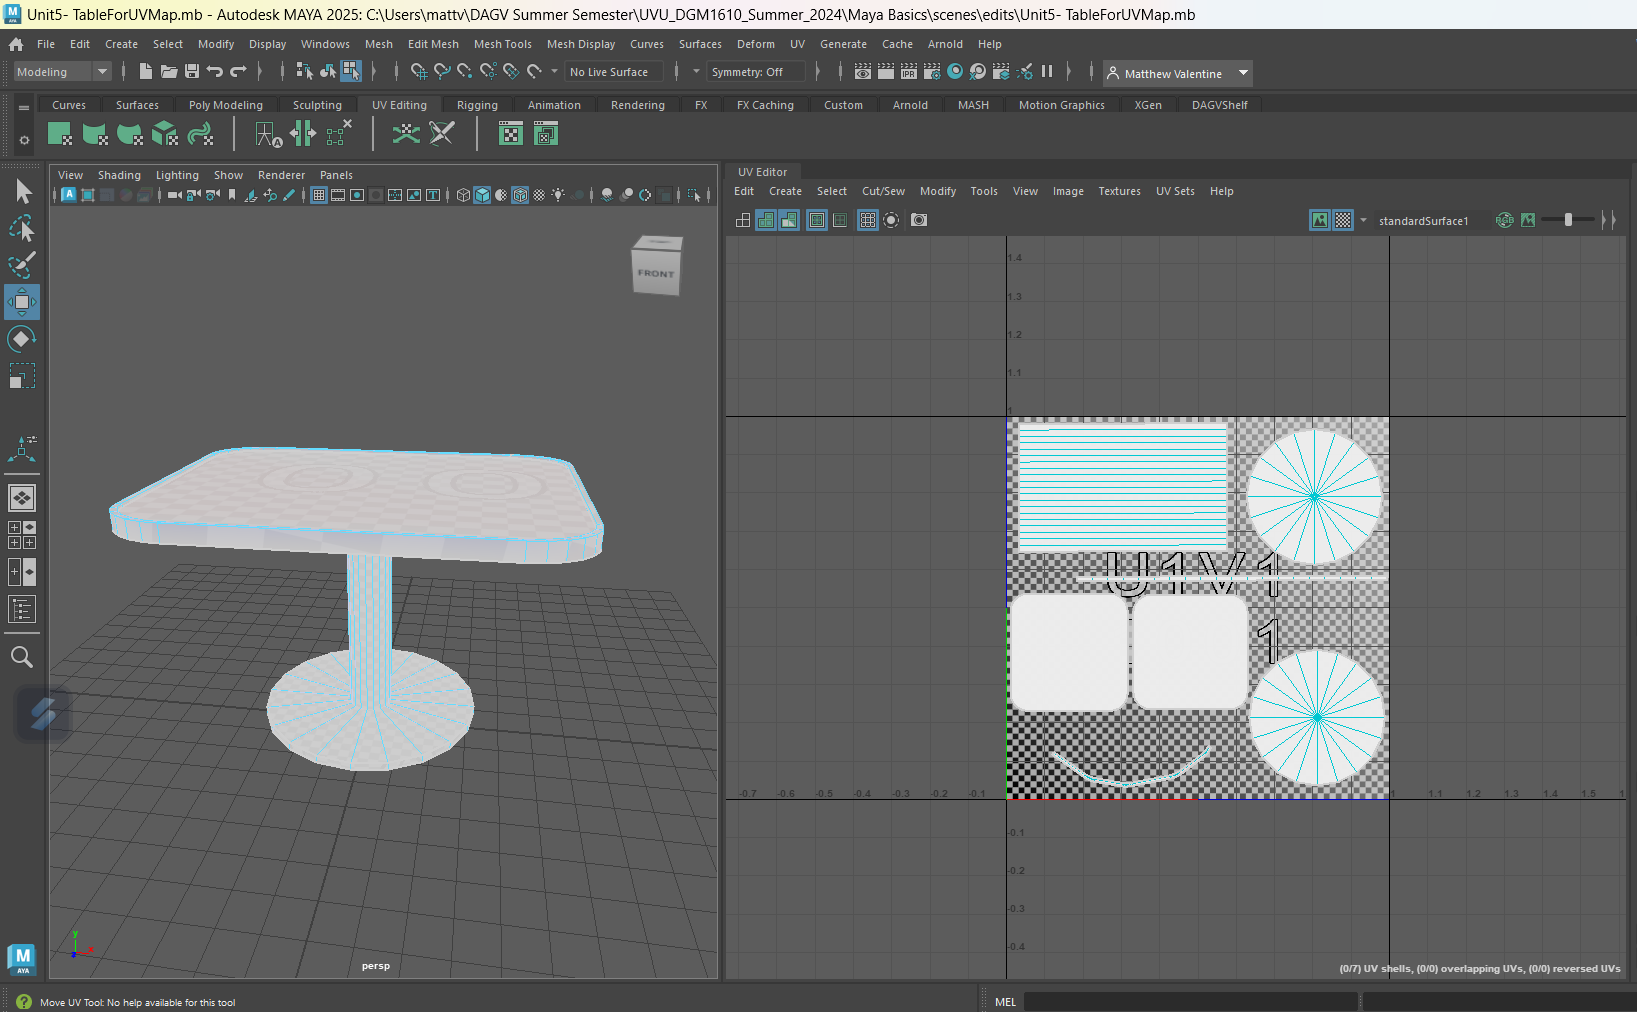 Unit5- TableForUVMap.mb - Autodesk MAYA 2025: C:\Users\mattv\DAGV Summer Semester\UVU_DGM1610_Summer_2024\Maya Basics\scenes\edits\Unit5- TableForUVMap.mb
File Edit Create Select Modify Display Windows Mesh Edit Mesh Mesh Tools Mesh Display Curves Surfaces Deform UV Generate Cache Arnold Help
Modeling No Live Surface Symmetry: Off IPR Matthew Valentine
Curves Surfaces Poly Modeling Sculpting UV Editing Rigging Animation Rendering FX FX Caching Custom Arnold MASH Motion Graphics XGen DAGVShelf
View Shading Lighting Show Renderer Panels
UV Editor
Edit Create Select Cut/Sew Modify Tools View Image Textures UV Sets Help
standardSurface1 RGB
FRONT
1.4
1.3
1.2
1.1
1
U1V1
1
-0.7 -0.6 -0.5 -0.4 -0.3 -0.2 -0.1 1 1.1 1.2 1.3 1.4 1.5
-0.1
-0.2
-0.3
-0.4
y
x
z
persp
(0/7) UV shells, (0/0) overlapping UVs, (0/0) reversed UVs
M
AYA
Move UV Tool: No help available for this tool
MEL